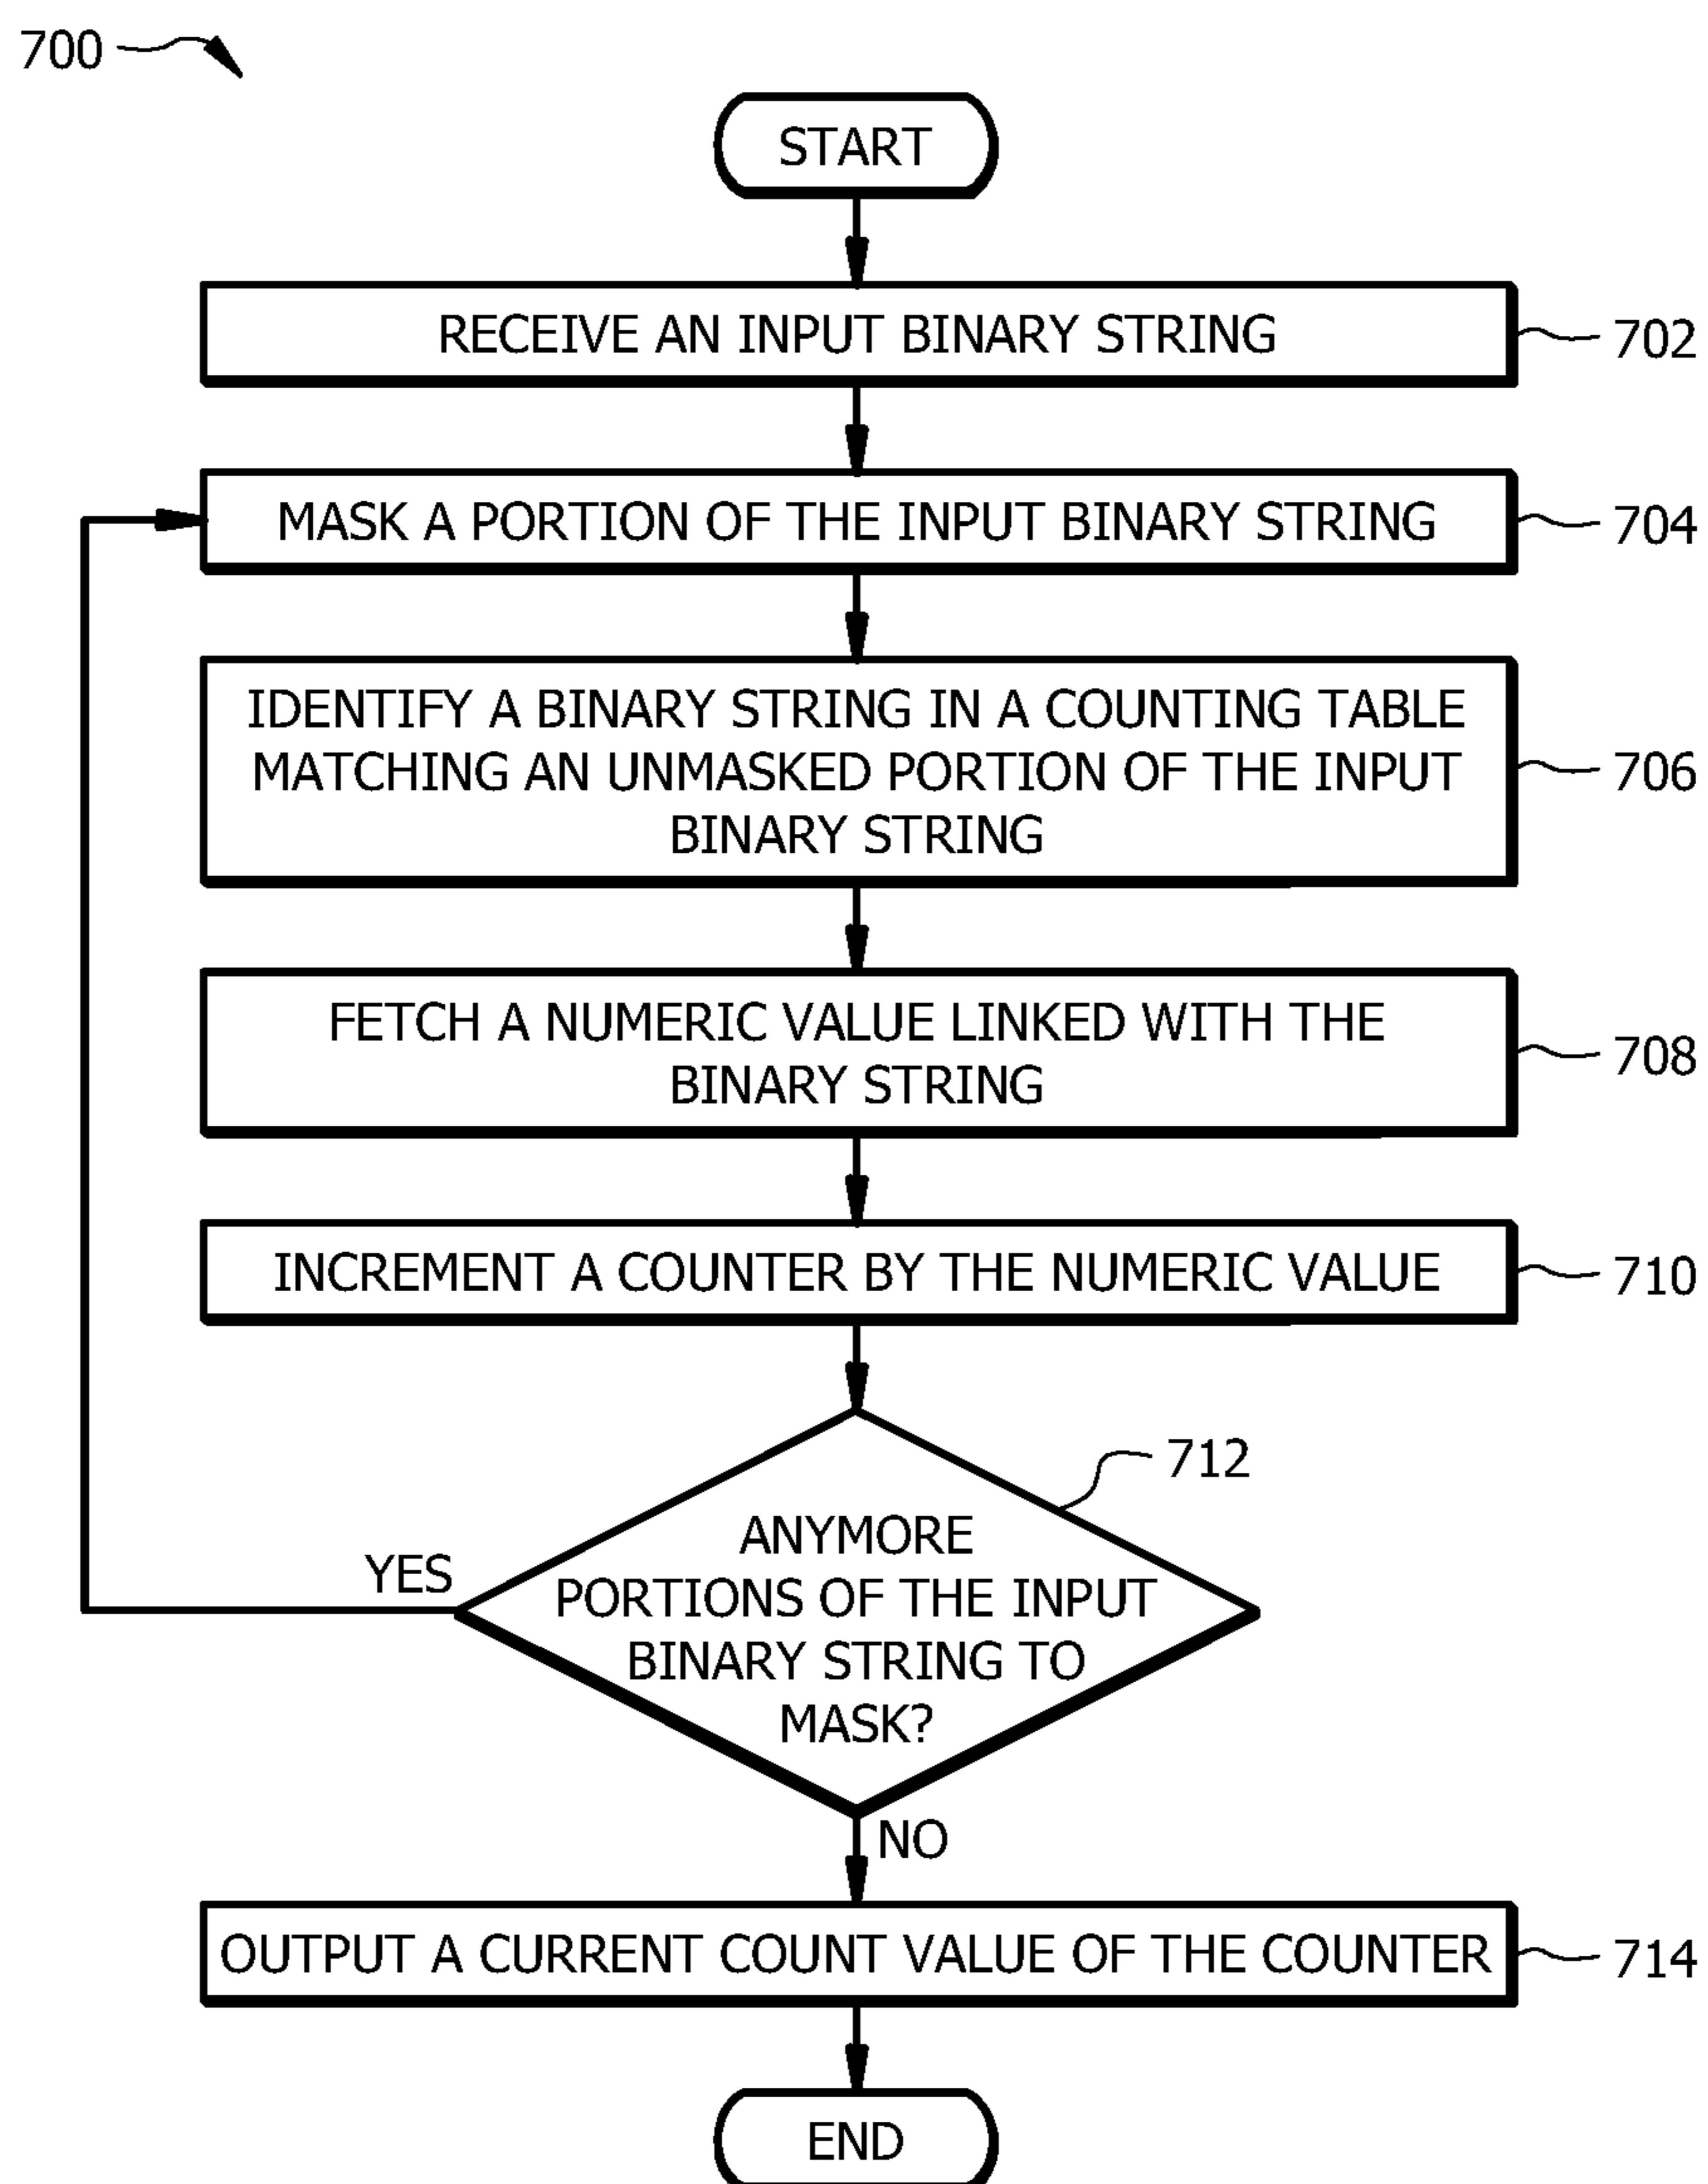 700
START
RECEIVE AN INPUT BINARY STRING
702
MASK A PORTION OF THE INPUT BINARY STRING
704
IDENTIFY A BINARY STRING IN A COUNTING TABLE
MATCHING AN UNMASKED PORTION OF THE INPUT
BINARY STRING
706
FETCH A NUMERIC VALUE LINKED WITH THE
BINARY STRING
708
INCREMENT A COUNTER BY THE NUMERIC VALUE
710
712
ANYMORE
PORTIONS OF THE INPUT
BINARY STRING TO
MASK?
YES
NO
OUTPUT A CURRENT COUNT VALUE OF THE COUNTER
714
END